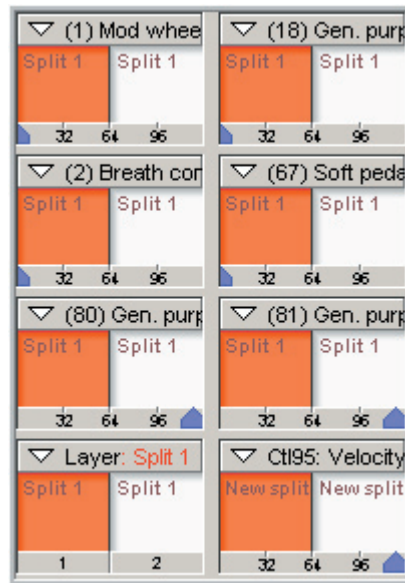 (1) Mod whee
Split 1 Split 1
32 64 96
(18) Gen. purp
Split 1 Split 1
32 64 96
(2) Breath con
Split 1 Split 1
32 64 96
(67) Soft peda
Split 1 Split 1
32 64 96
(80) Gen. purp
Split 1 Split 1
32 64 96
(81) Gen. purp
Split 1 Split 1
32 64 96
Layer: Split 1
Split 1 Split 1
1 2
Ctl95: Velocity
New split New split
32 64 96